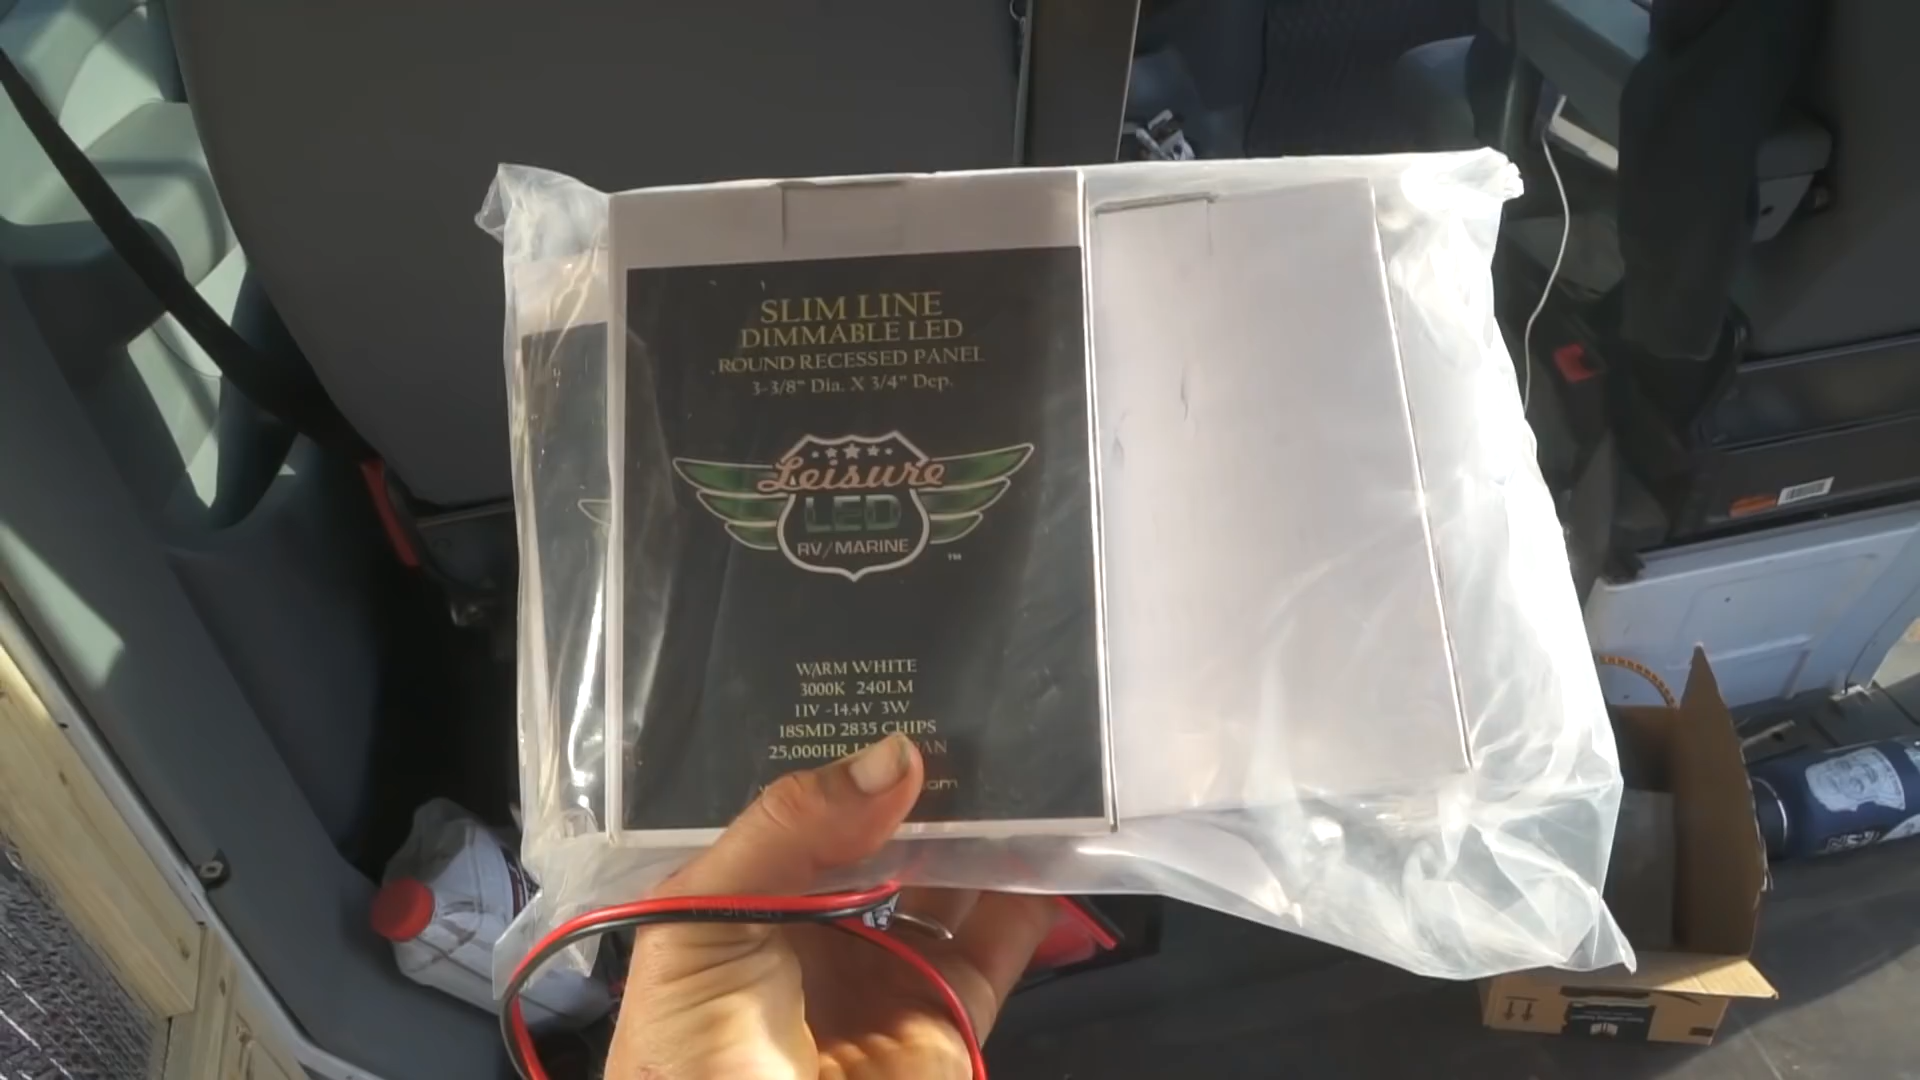 SLIM LINE
DIMMABLE LED
ROUND RECESSED PANEL
3-3/8" Dia. X 3/4" Dep.
Leisure
LED
RV/MARINE
TM
WARM WHITE
3000K 240LM
11V -14.4V 3W
18SMD 2835 CHIPS
25,000HR